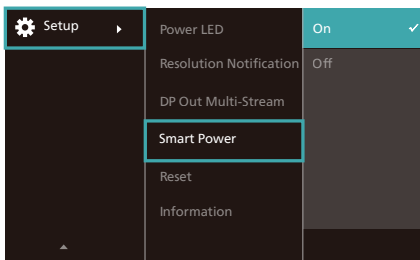 Setup
Power LED
On
Resolution Notification
Off
DP Out Multi-Stream
Smart Power
Reset
Information